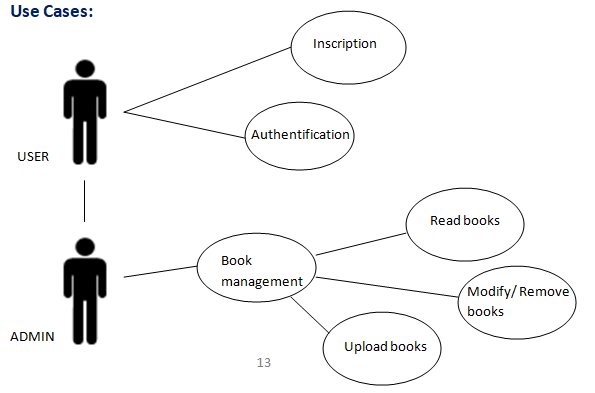 Use Cases:
Inscription
Authentification
USER
Read books
Book
management
Modify/ Remove
books
ADMIN
Upload books
13